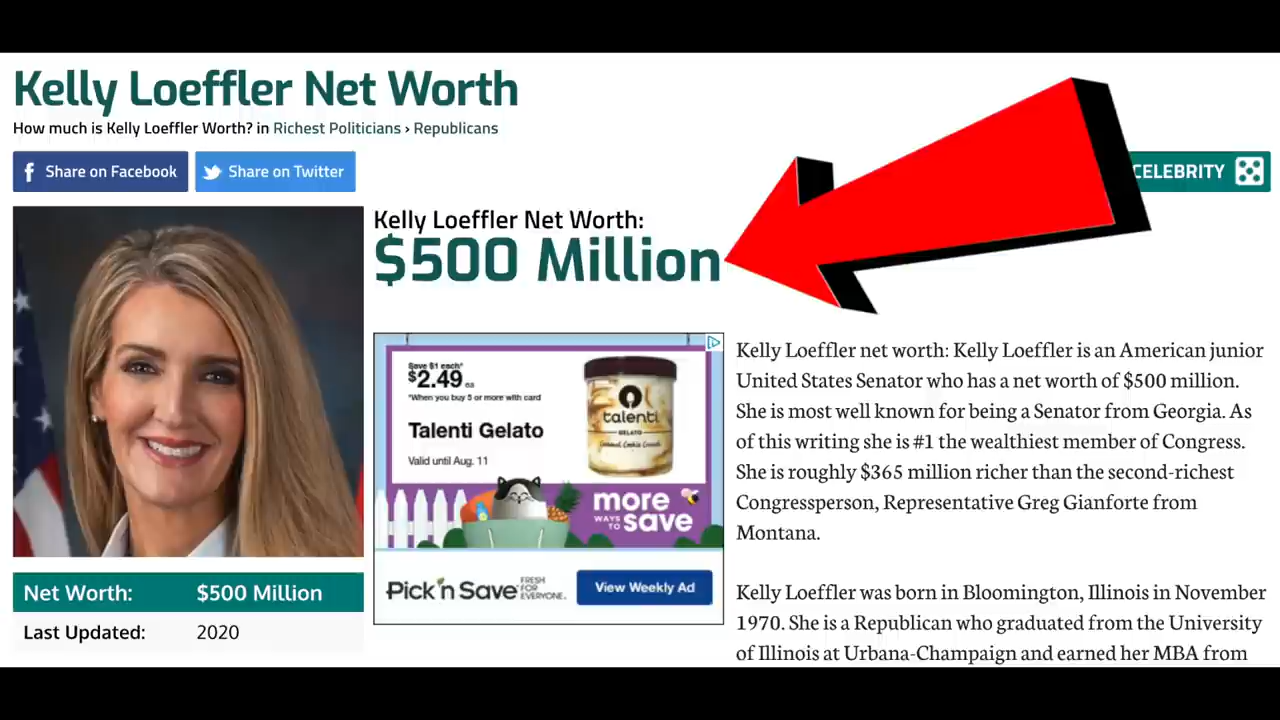 Kelly Loeffler Net Worth
How much is Kelly Loeffler Worth? in Richest Politicians › Republicans
f Share on Facebook
Share on Twitter
CELEBRITY
Kelly Loeffler Net Worth:
$500 Million
Save $1 each*
$2.49 ea
*When you buy 5 or more with card
Talenti Gelato
Valid until Aug. 11
talenti
GELATO
more
WAYS TO
save
Pick'n Save
FRESH FOR EVERYONE.
View Weekly Ad
Net Worth: $500 Million
Last Updated: 2020
Kelly Loeffler net worth: Kelly Loeffler is an American junior
United States Senator who has a net worth of $500 million.
She is most well known for being a Senator from Georgia. As
of this writing she is #1 the wealthiest member of Congress.
She is roughly $365 million richer than the second-richest
Congressperson, Representative Greg Gianforte from
Montana.
Kelly Loeffler was born in Bloomington, Illinois in November
1970. She is a Republican who graduated from the University
of Illinois at Urbana-Champaign and earned her MBA from